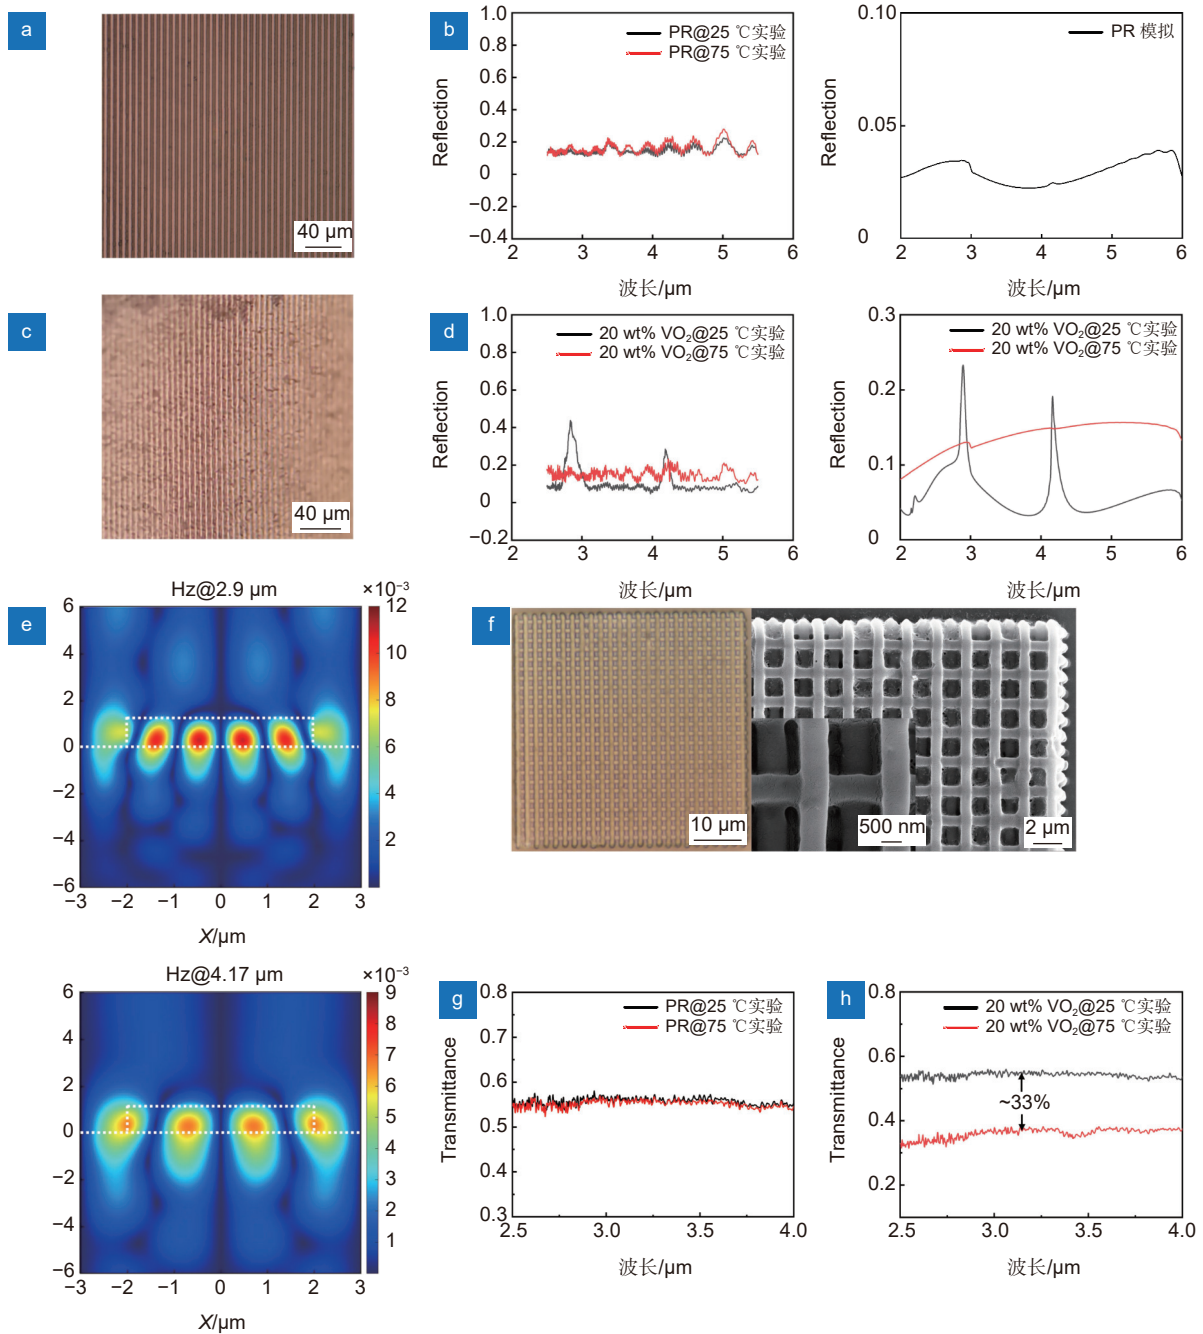 a
40 μm
b
PR@25 ℃实验
PR@75 ℃实验
1.0
0.8
0.6
0.4
0.2
0
−0.2
−0.4
Reflection
2 3 4 5 6
波长/μm
PR 模拟
0.10
0.05
0
Reflection
2 3 4 5 6
波长/μm
c
40 μm
d
20 wt% VO₂@25 ℃实验
20 wt% VO₂@75 ℃实验
1.0
0.8
0.6
0.4
0.2
0
−0.2
Reflection
2 3 4 5 6
波长/μm
20 wt% VO₂@25 ℃实验
20 wt% VO₂@75 ℃实验
0.3
0.2
0.1
0
Reflection
2 3 4 5 6
波长/μm
e
Hz@2.9 μm
×10⁻³
6
4
2
0
−2
−4
−6
12
10
8
6
4
2
−3 −2 −1 0 1 2 3
X/μm
Hz@4.17 μm
×10⁻³
6
4
2
0
−2
−4
−6
9
8
7
6
5
4
3
2
1
−3 −2 −1 0 1 2 3
X/μm
f
10 μm
500 nm
2 μm
g
PR@25 ℃实验
PR@75 ℃实验
0.8
0.7
0.6
0.5
0.4
0.3
Transmittance
2.5 3.0 3.5 4.0
波长/μm
h
20 wt% VO₂@25 ℃实验
20 wt% VO₂@75 ℃实验
~33%
0.8
0.6
0.4
0.2
Transmittance
2.5 3.0 3.5 4.0
波长/μm